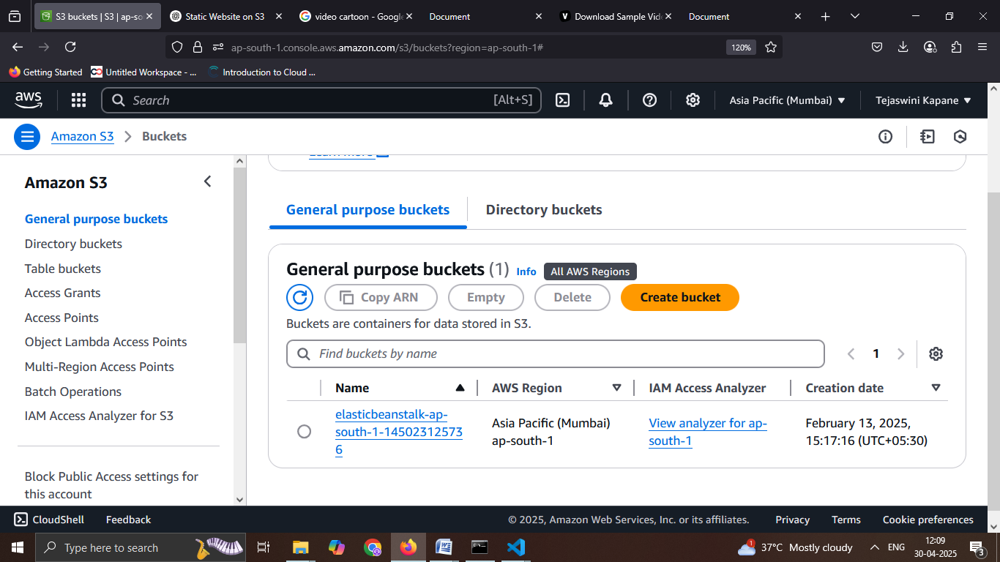 S3 buckets | S3 | ap-so
Static Website on S3
video cartoon - Google
Document
Download Sample Vide
Document
ap-south-1.console.aws.amazon.com/s3/buckets?region=ap-south-1#
120%
Getting Started
Untitled Workspace - ...
Introduction to Cloud ...
aws
Search
[Alt+S]
Asia Pacific (Mumbai)
Tejaswini Kapane
Amazon S3
Buckets
Amazon S3
General purpose buckets
Directory buckets
Table buckets
Access Grants
Access Points
Object Lambda Access Points
Multi-Region Access Points
Batch Operations
IAM Access Analyzer for S3
Block Public Access settings for
this account
Learn more
General purpose buckets
Directory buckets
General purpose buckets (1) Info All AWS Regions
Copy ARN
Empty
Delete
Create bucket
Buckets are containers for data stored in S3.
Find buckets by name
1
Name
AWS Region
IAM Access Analyzer
Creation date
elasticbeanstalk-ap-
south-1-14502312573
6
Asia Pacific (Mumbai)
ap-south-1
View analyzer for ap-
south-1
February 13, 2025,
15:17:16 (UTC+05:30)
CloudShell
Feedback
© 2025, Amazon Web Services, Inc. or its affiliates.
Privacy
Terms
Cookie preferences
Type here to search
1
37°C Mostly cloudy
ENG
12:09
30-04-2025
3